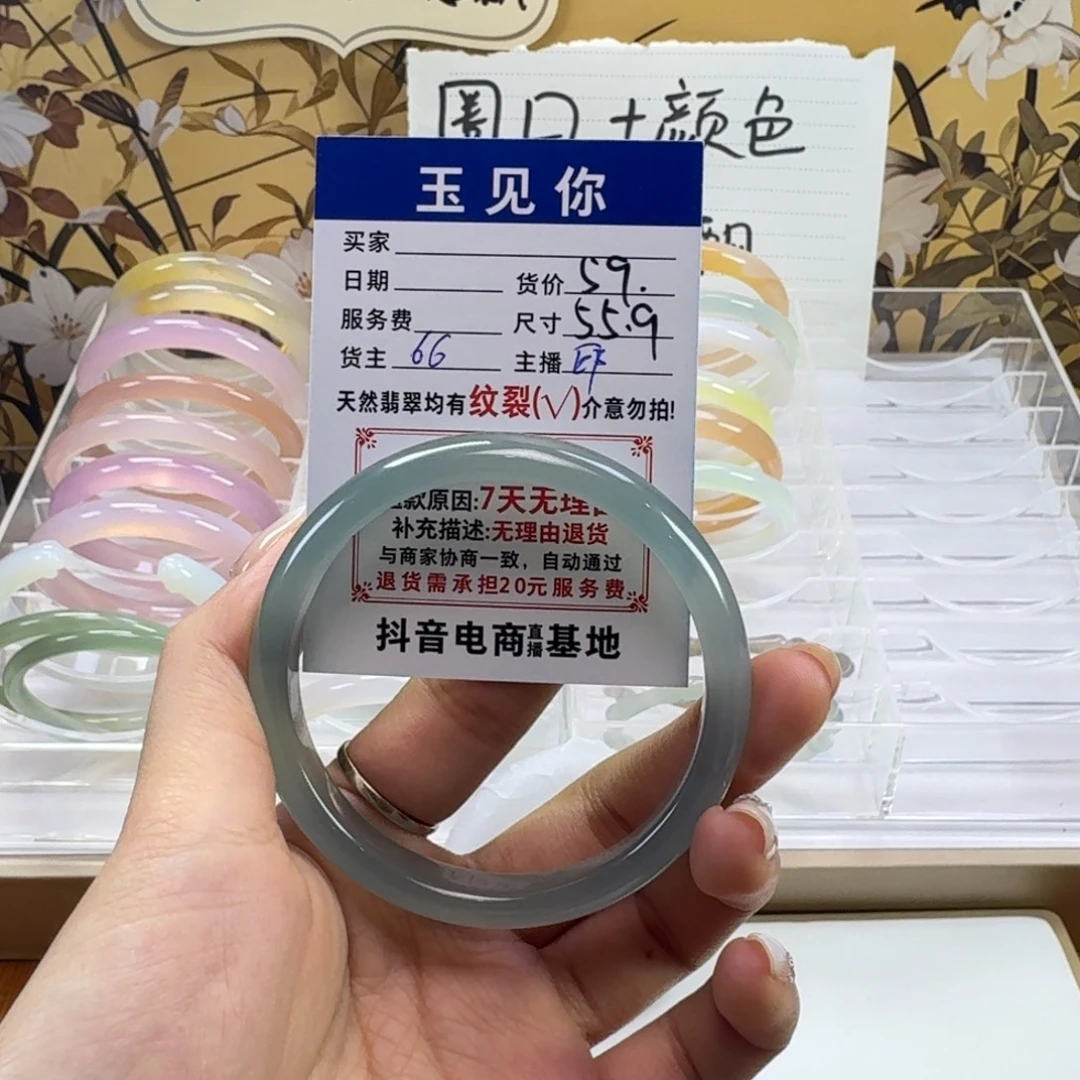 圈口+颜色
玉见你
买家
日期 货价 59.
服务费 尺寸 55.9
货主 66 主播
天然翡翠均有纹裂(√)介意勿拍!
款原因:7天无理由
补充描述:无理由退货
与商家协商一致，自动通过
退货需承担20元服务费
抖音电商直播基地